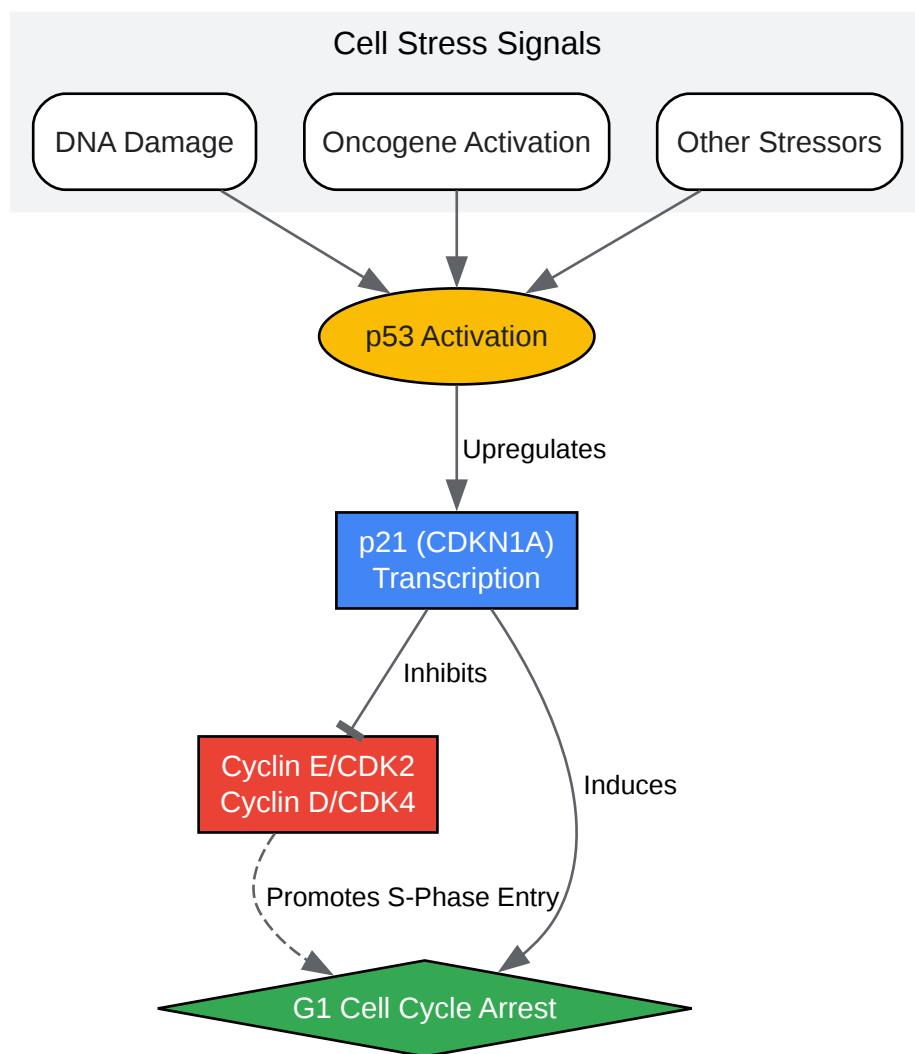 Cell Stress Signals
DNA Damage
Oncogene Activation
Other Stressors
p53 Activation
Upregulates
p21 (CDKN1A)
Transcription
Inhibits
Cyclin E/CDK2
Cyclin D/CDK4
Induces
Promotes S-Phase Entry
G1 Cell Cycle Arrest